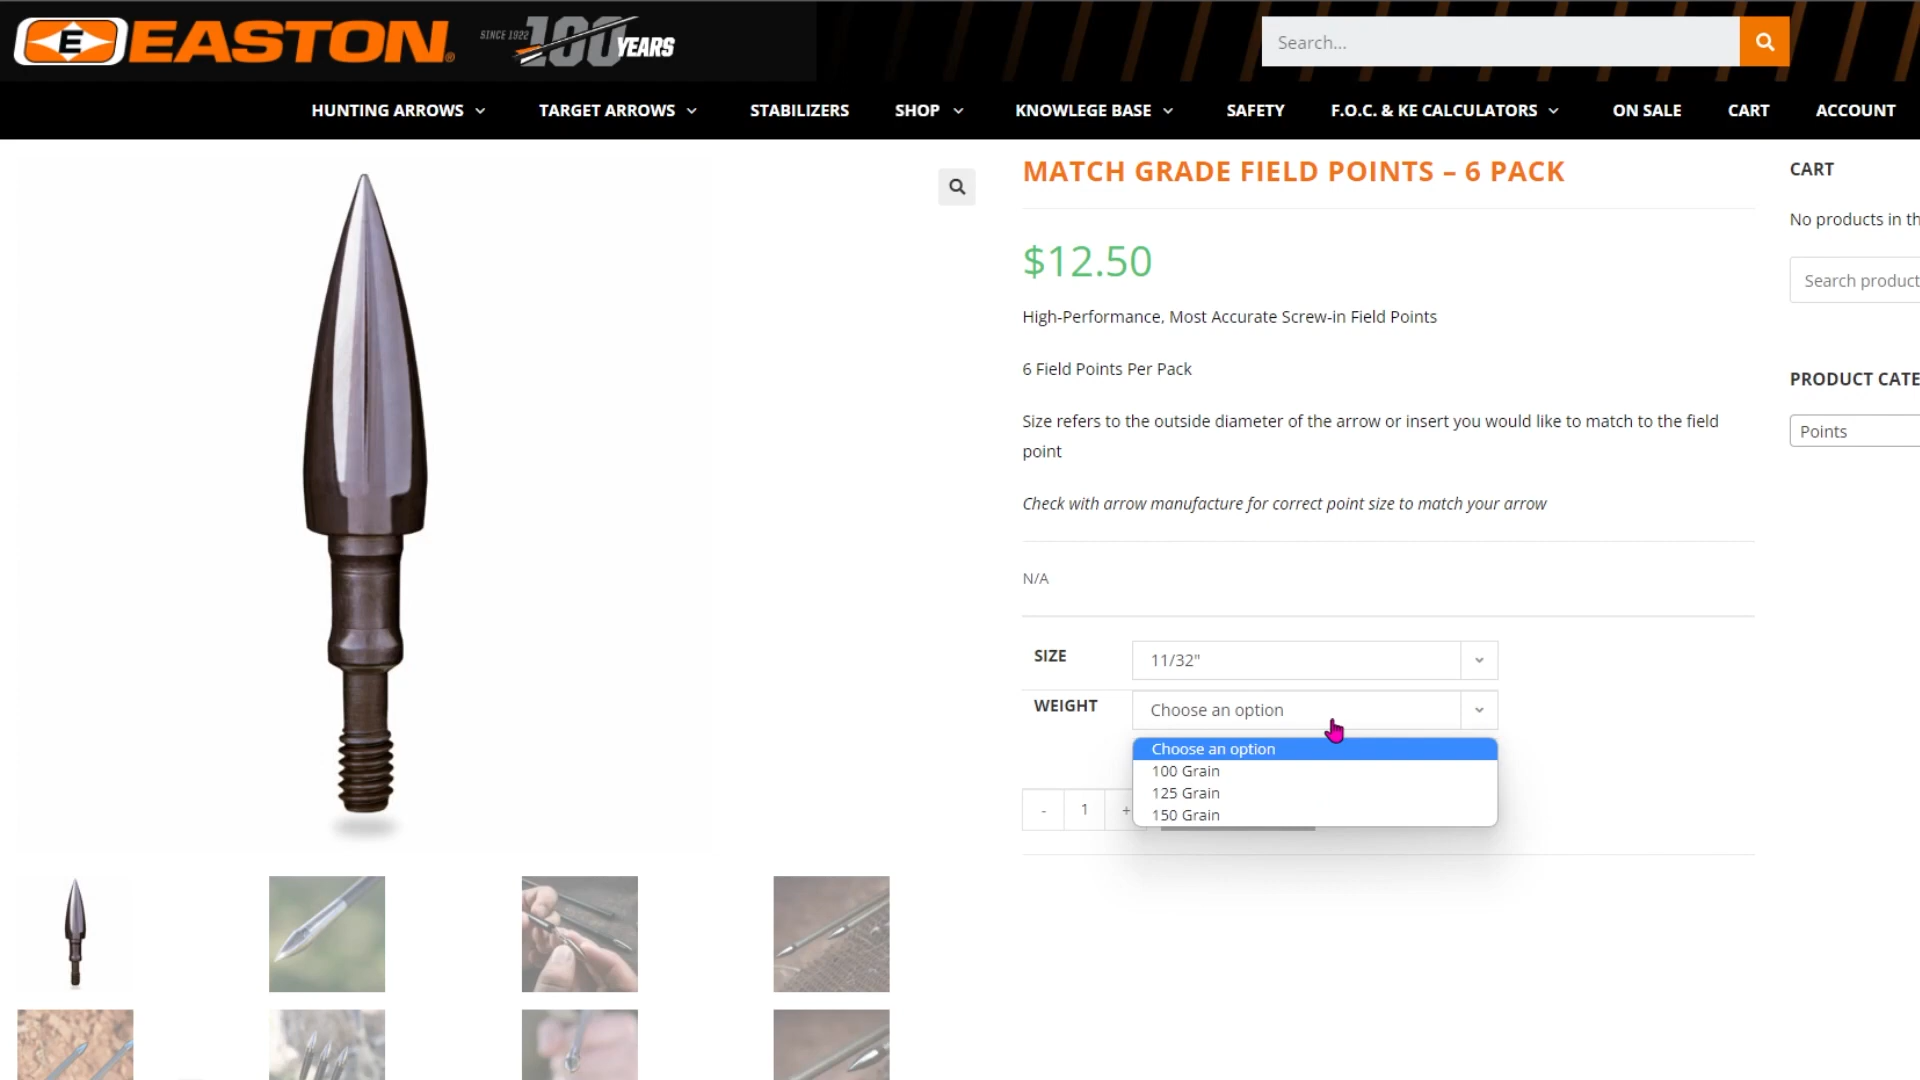 E EASTON
SINCE 1922 100 YEARS
Search...
HUNTING ARROWS
TARGET ARROWS
STABILIZERS
SHOP
KNOWLEGE BASE
SAFETY
F.O.C. & KE CALCULATORS
ON SALE
CART
ACCOUNT
MATCH GRADE FIELD POINTS – 6 PACK
$12.50
High-Performance, Most Accurate Screw-in Field Points
6 Field Points Per Pack
Size refers to the outside diameter of the arrow or insert you would like to match to the field
point
Check with arrow manufacture for correct point size to match your arrow
N/A
SIZE
11/32"
WEIGHT
Choose an option
Choose an option
100 Grain
125 Grain
150 Grain
- 1 +
CART
No products in th
Search product
PRODUCT CATE
Points